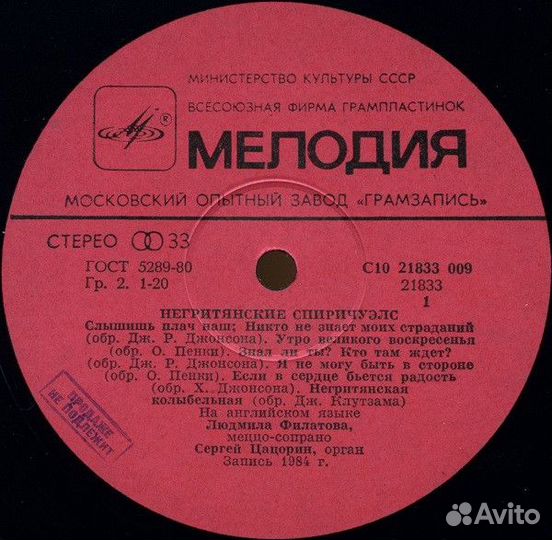 МИНИСТЕРСТВО КУЛЬТУРЫ СССР
ВСЕСОЮЗНАЯ ФИРМА ГРАМПЛАСТИНОК
®
МЕЛОДИЯ
МОСКОВСКИЙ ОПЫТНЫЙ ЗАВОД «ГРАМЗАПИСЬ»
СТЕРЕО 33
ГОСТ 5289-80
Гр. 2. 1-20
С10 21833 009
21833
1
НЕГРИТЯНСКИЕ СПИРИЧУЭЛС
Слышишь плач наш; Никто не знает моих страданий
(обр. Дж. Р. Джонсона). Утро великого воскресенья
(обр. О. Пенки). Знал ли ты? Кто там ждет?
(обр. Дж. Р. Джонсона). Я не могу быть в стороне
(обр. О. Пенки). Если в сердце бьется радость
(обр. Х. Джонсона). Негритянская
колыбельная (обр. Дж. Клутзама)
На английском языке
Людмила Филатова,
меццо-сопрано
Сергей Цацорин, орган
Запись 1984 г.
ПРОДАЖЕ
НЕ ПОДЛЕЖИТ
Avito